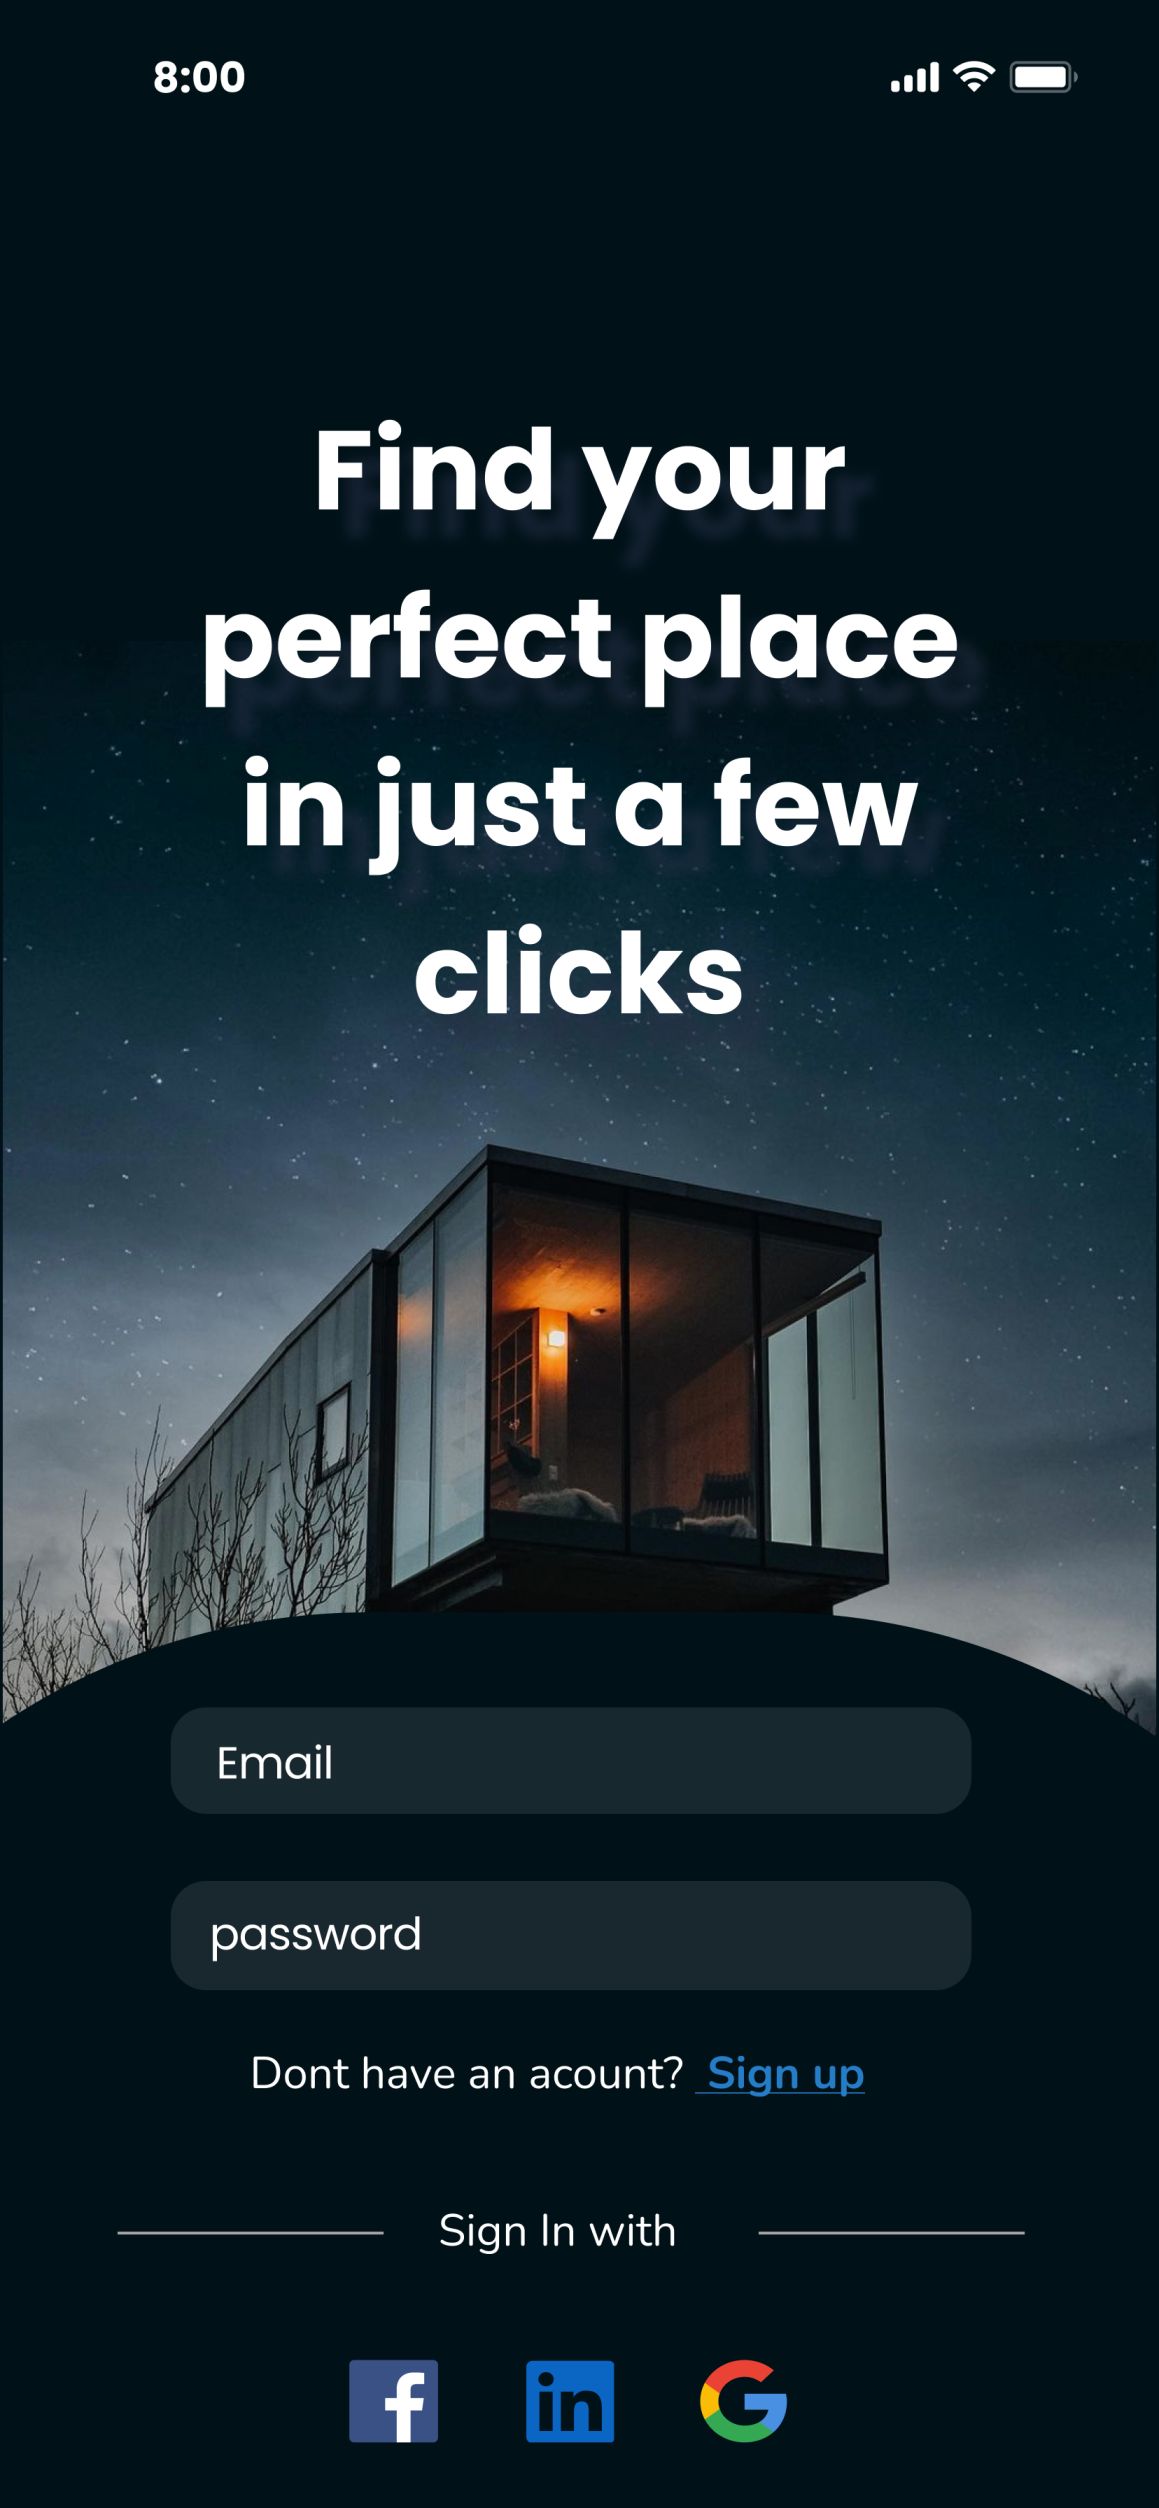 8:00
Find your
perfect place
in just a few
clicks
Email
password
Dont have an acount? Sign up
Sign In with
f
in
G